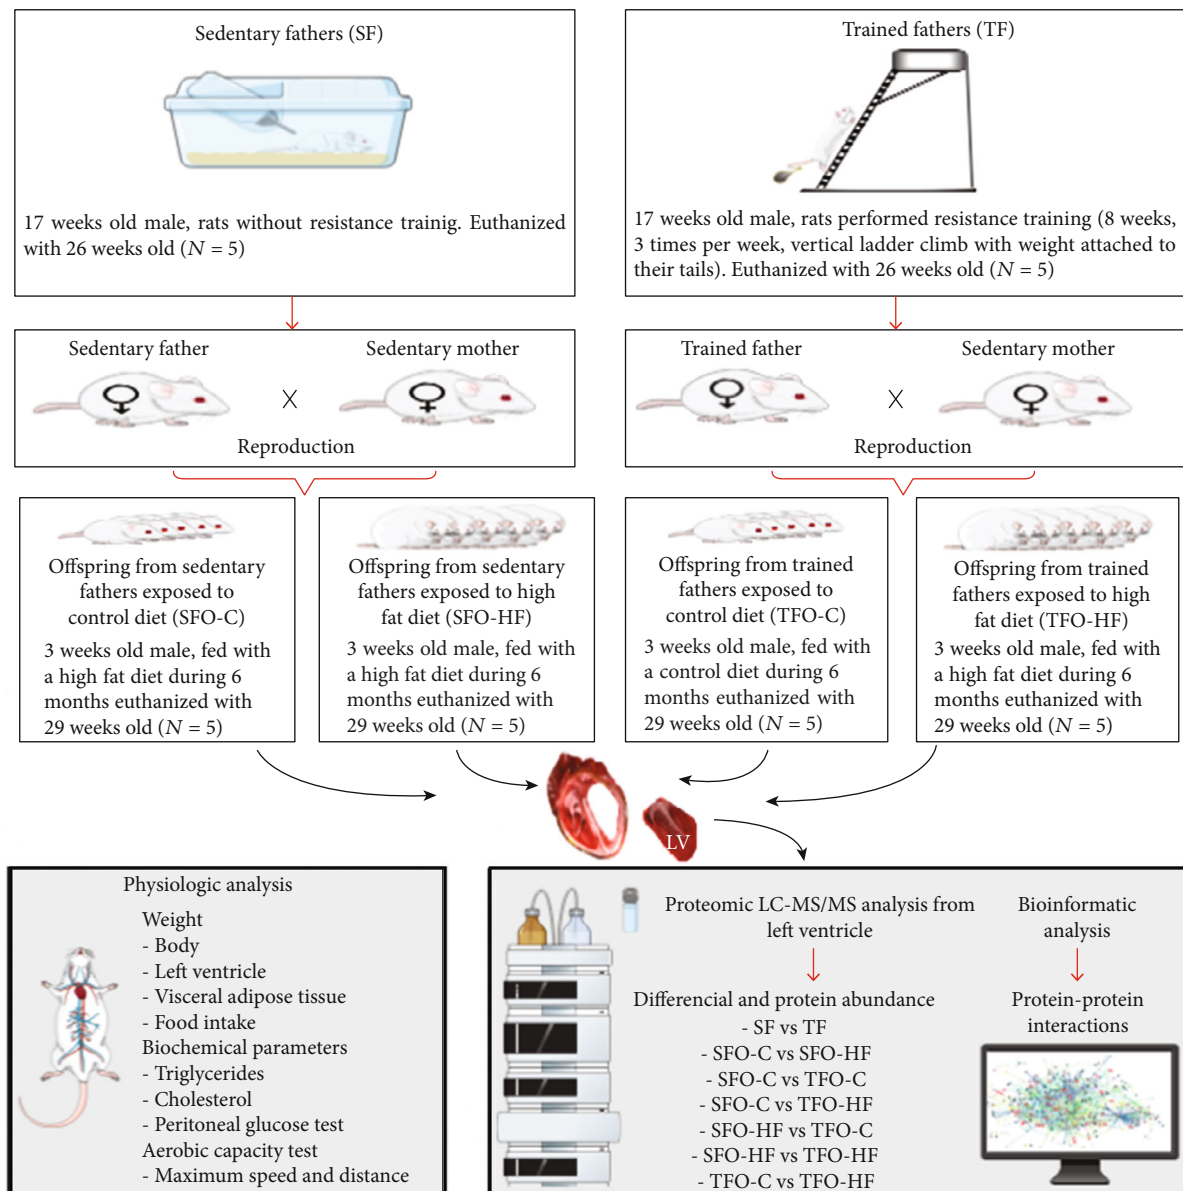 Sedentary fathers (SF)
17 weeks old male, rats without resistance trainig. Euthanized
with 26 weeks old (N = 5)
Trained fathers (TF)
17 weeks old male, rats performed resistance training (8 weeks,
3 times per week, vertical ladder climb with weight attached to
their tails). Euthanized with 26 weeks old (N = 5)
Sedentary father
Sedentary mother
X
Reproduction
Trained father
Sedentary mother
X
Reproduction
Offspring from sedentary
fathers exposed to
control diet (SFO-C)
3 weeks old male, fed with
a high fat diet during 6
months euthanized with
29 weeks old (N = 5)
Offspring from sedentary
fathers exposed to high
fat diet (SFO-HF)
3 weeks old male, fed with
a high fat diet during 6
months euthanized with
29 weeks old (N = 5)
Offspring from trained
fathers exposed to
control diet (TFO-C)
3 weeks old male, fed with
a control diet during 6
months euthanized with
29 weeks old (N = 5)
Offspring from trained
fathers exposed to high
fat diet (TFO-HF)
3 weeks old male, fed with
a high fat diet during 6
months euthanized with
29 weeks old (N = 5)
LV
Physiologic analysis
Weight
- Body
- Left ventricle
- Visceral adipose tissue
- Food intake
Biochemical parameters
- Triglycerides
- Cholesterol
- Peritoneal glucose test
Aerobic capacity test
- Maximum speed and distance
Proteomic LC-MS/MS analysis from
left ventricle
Differencial and protein abundance
- SF vs TF
- SFO-C vs SFO-HF
- SFO-C vs TFO-C
- SFO-C vs TFO-HF
- SFO-HF vs TFO-C
- SFO-HF vs TFO-HF
- TFO-C vs TFO-HF
Bioinformatic
analysis
Protein-protein
interactions